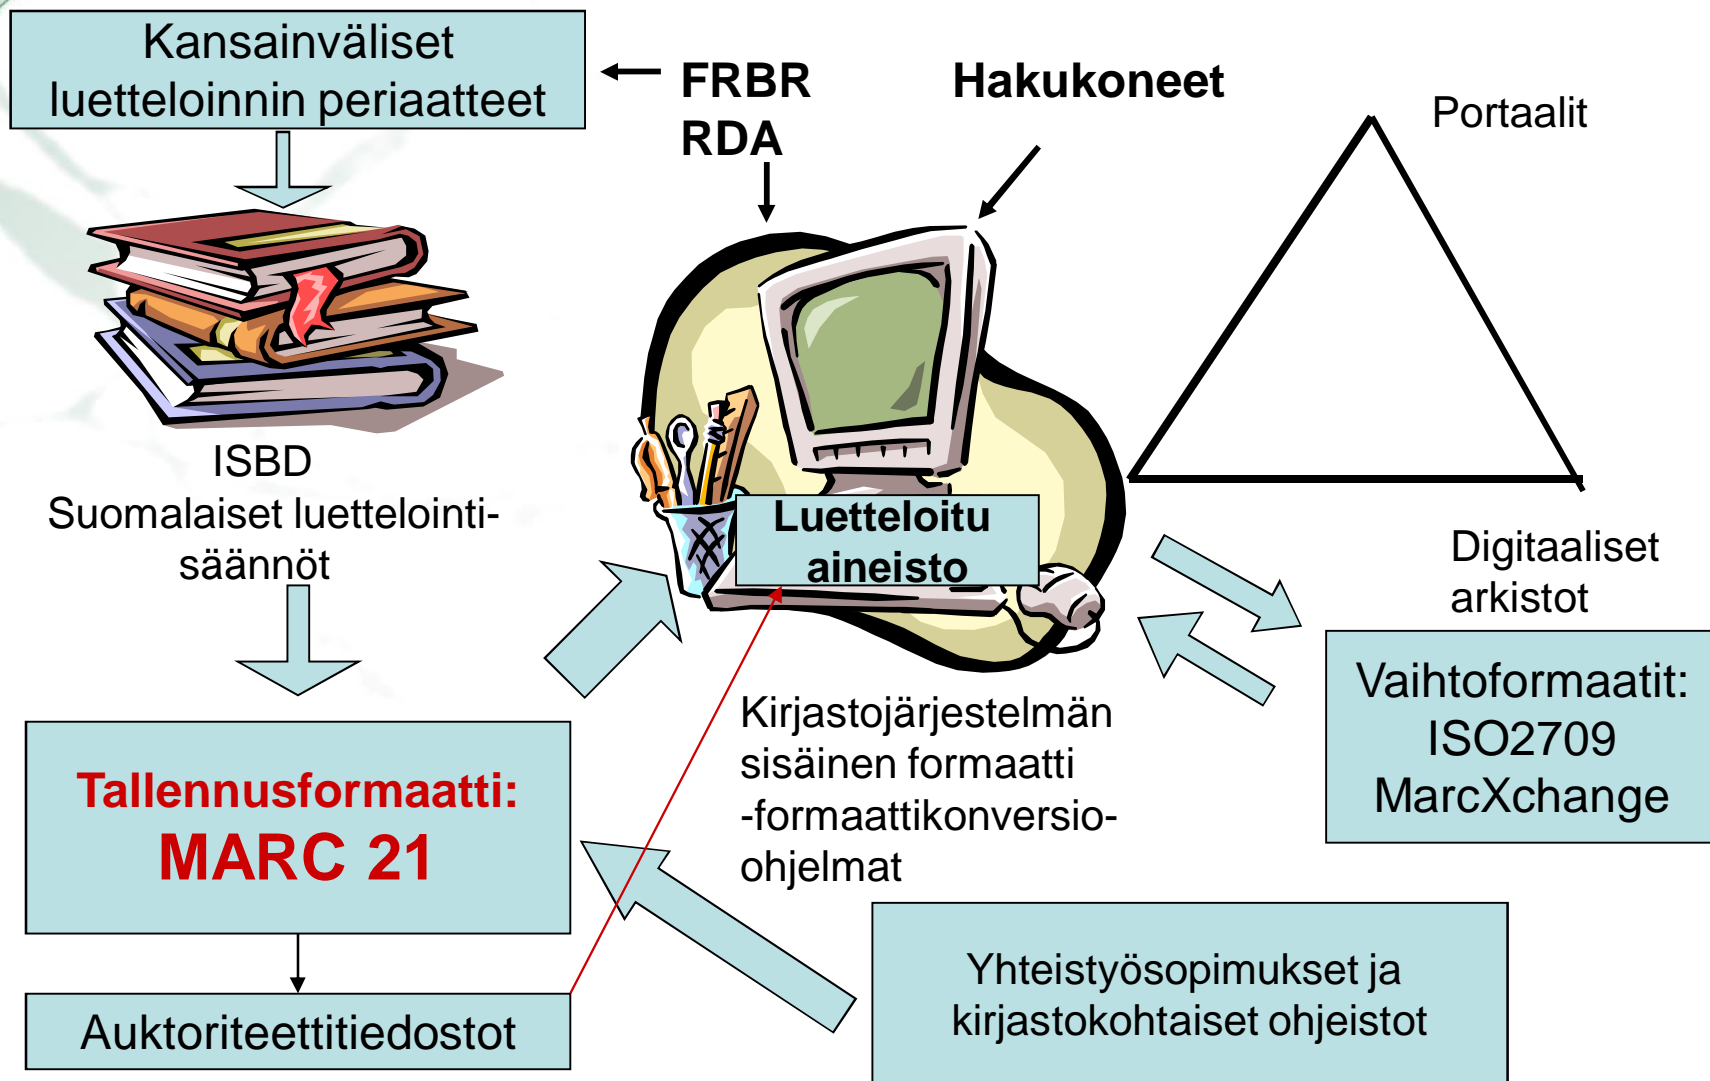 Kansainväliset
luetteloinnin periaatteet
FRBR
RDA
Hakukoneet
Portaalit
ISBD
Suomalaiset luettelointi-
säännöt
Luetteloitu
aineisto
Digitaaliset
arkistot
Vaihtoformaatit:
ISO2709
MarcXchange
Kirjastojärjestelmän
sisäinen formaatti
-formaattikonversio-
ohjelmat
Tallennusformaatti:
MARC 21
Auktoriteettitiedostot
Yhteistyösopimukset ja
kirjastokohtaiset ohjeistot